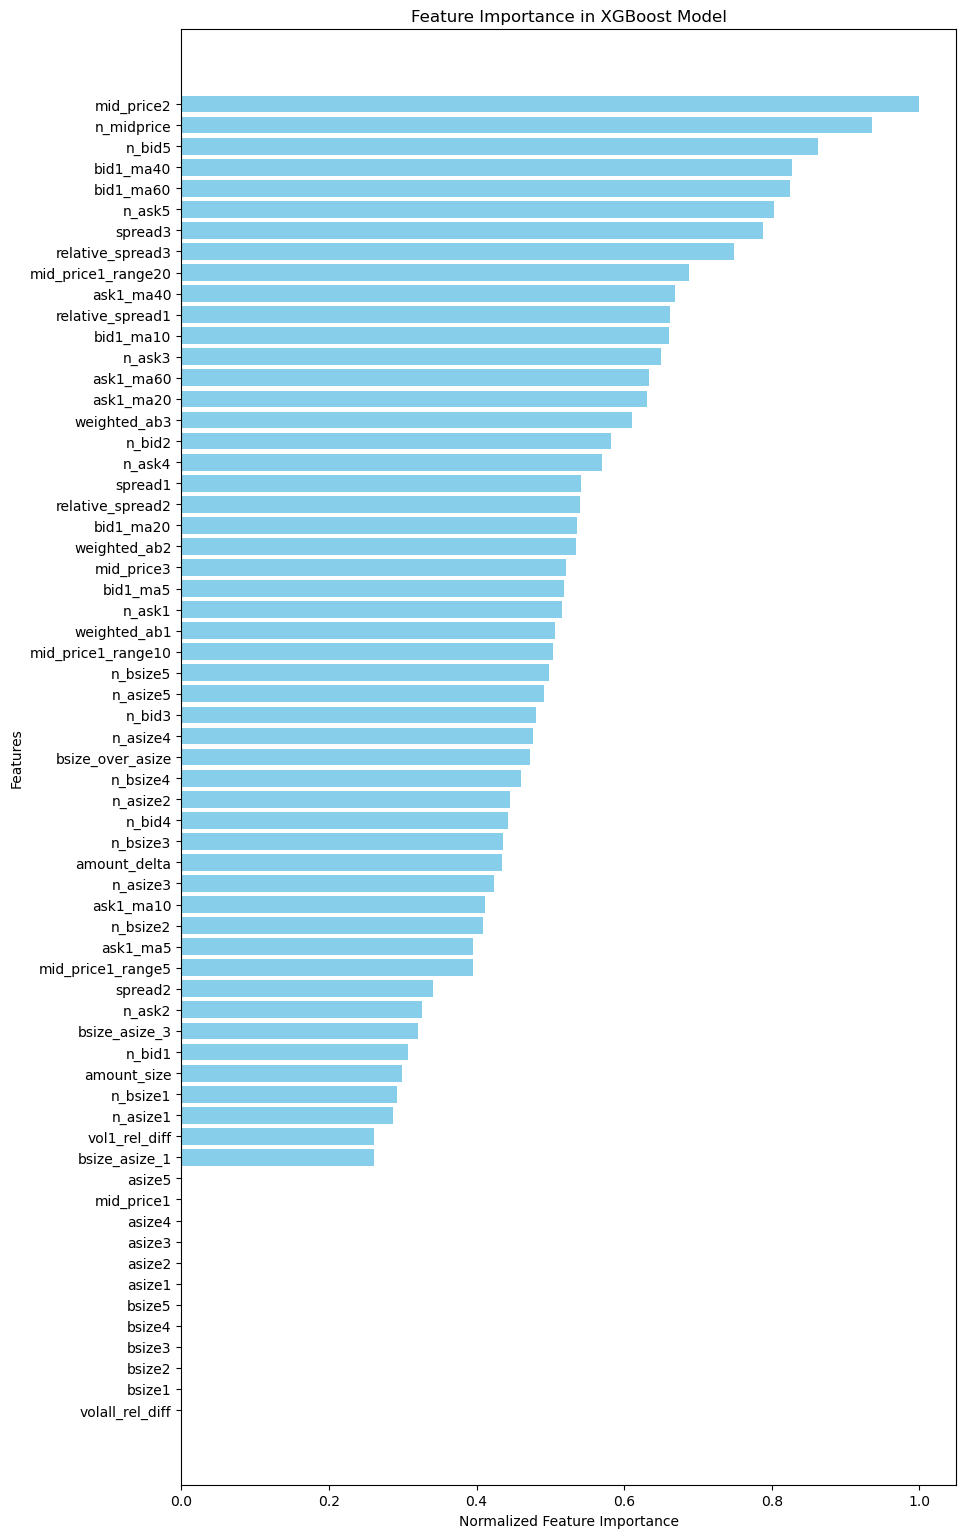 Feature Importance in XGBoost Model
mid_price2
n_midprice
n_bid5
bid1_ma40
bid1_ma60
n_ask5
spread3
relative_spread3
mid_price1_range20
ask1_ma40
relative_spread1
bid1_ma10
n_ask3
ask1_ma60
ask1_ma20
weighted_ab3
n_bid2
n_ask4
spread1
relative_spread2
bid1_ma20
weighted_ab2
mid_price3
bid1_ma5
n_ask1
weighted_ab1
mid_price1_range10
n_bsize5
n_asize5
n_bid3
n_asize4
bsize_over_asize
n_bsize4
n_asize2
n_bid4
n_bsize3
amount_delta
n_asize3
ask1_ma10
n_bsize2
ask1_ma5
mid_price1_range5
spread2
n_ask2
bsize_asize_3
n_bid1
amount_size
n_bsize1
n_asize1
vol1_rel_diff
bsize_asize_1
asize5
mid_price1
asize4
asize3
asize2
asize1
bsize5
bsize4
bsize3
bsize2
bsize1
volall_rel_diff
Features
0.0 0.2 0.4 0.6 0.8 1.0
Normalized Feature Importance